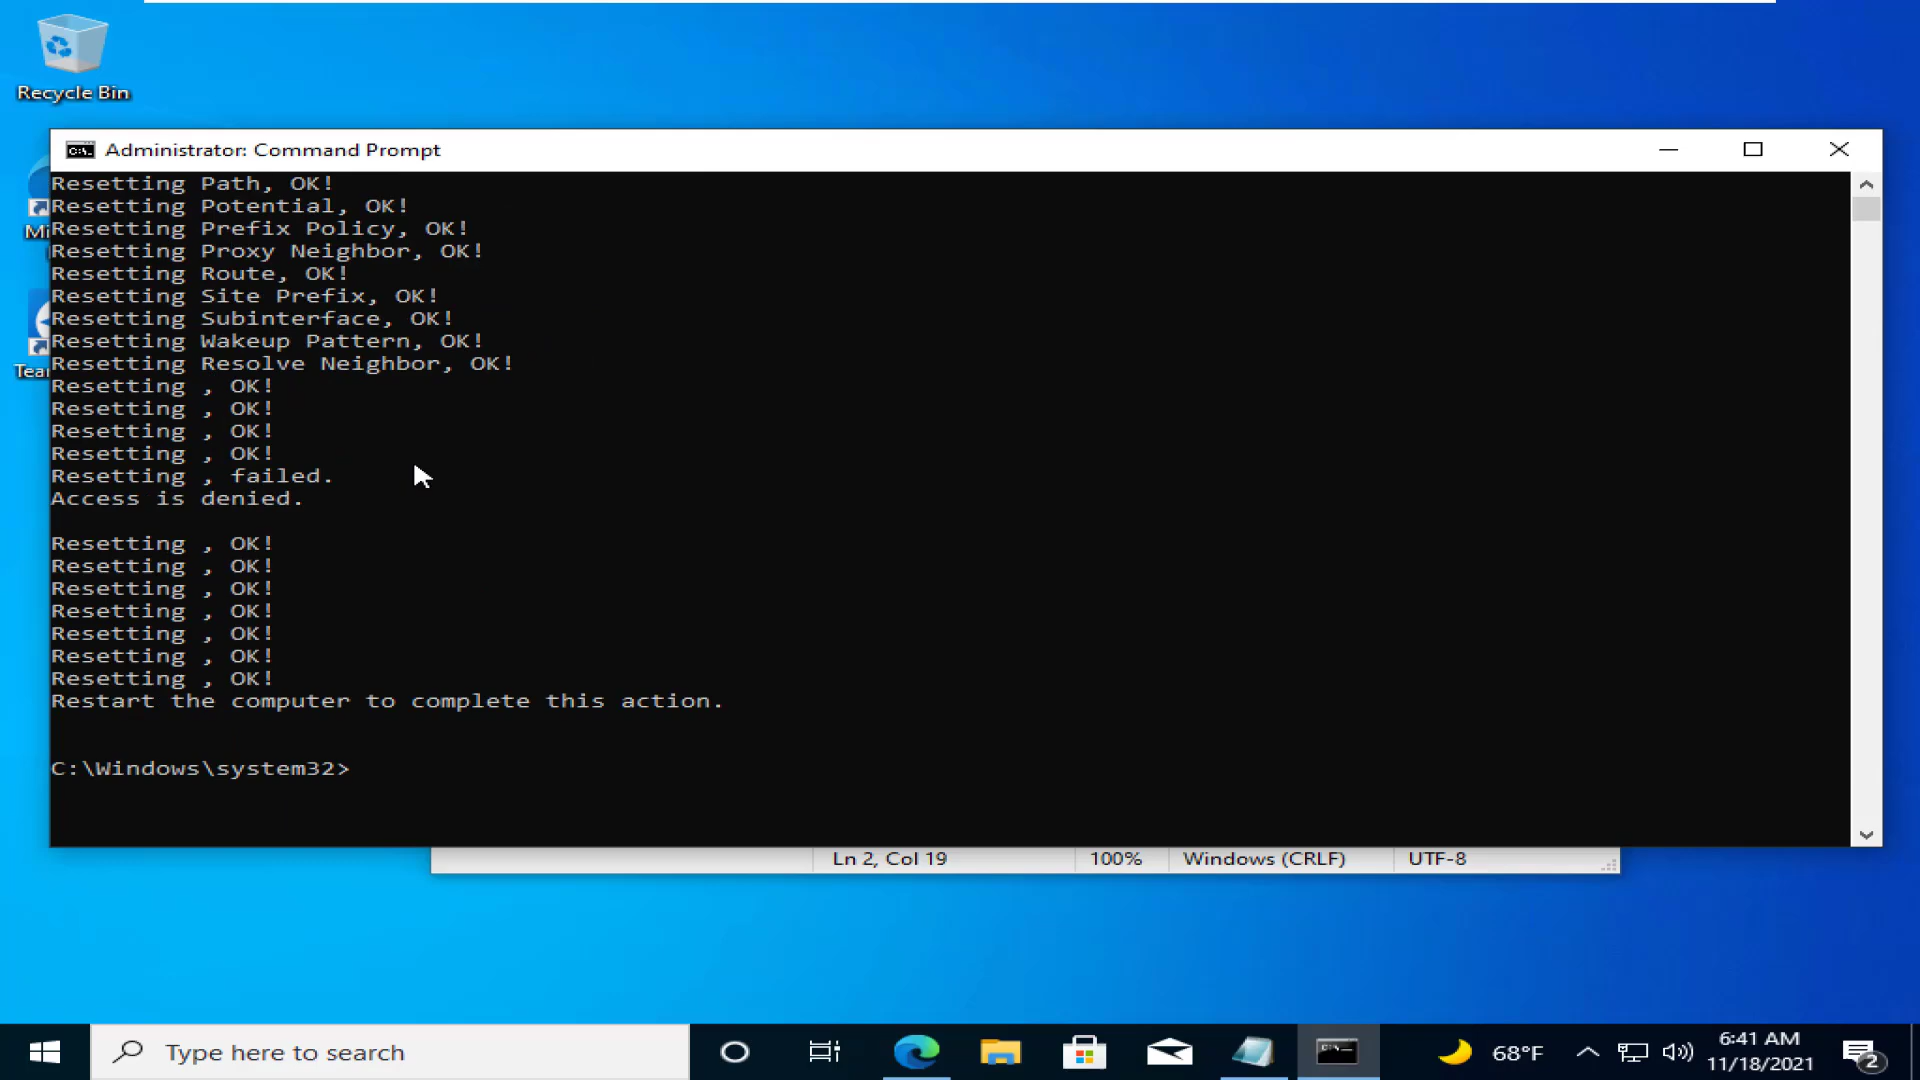 Recycle Bin
Administrator: Command Prompt
Resetting Path, OK!
Resetting Potential, OK!
Resetting Prefix Policy, OK!
Resetting Proxy Neighbor, OK!
Resetting Route, OK!
Resetting Site Prefix, OK!
Resetting Subinterface, OK!
Resetting Wakeup Pattern, OK!
Resetting Resolve Neighbor, OK!
Resetting , OK!
Resetting , OK!
Resetting , OK!
Resetting , OK!
Resetting , failed.
Access is denied.
Resetting , OK!
Resetting , OK!
Resetting , OK!
Resetting , OK!
Resetting , OK!
Resetting , OK!
Resetting , OK!
Restart the computer to complete this action.
C:\Windows\system32>
Mi
Tea
Ln 2, Col 19
100%
Windows (CRLF)
UTF-8
Type here to search
68°F
6:41 AM
11/18/2021
2